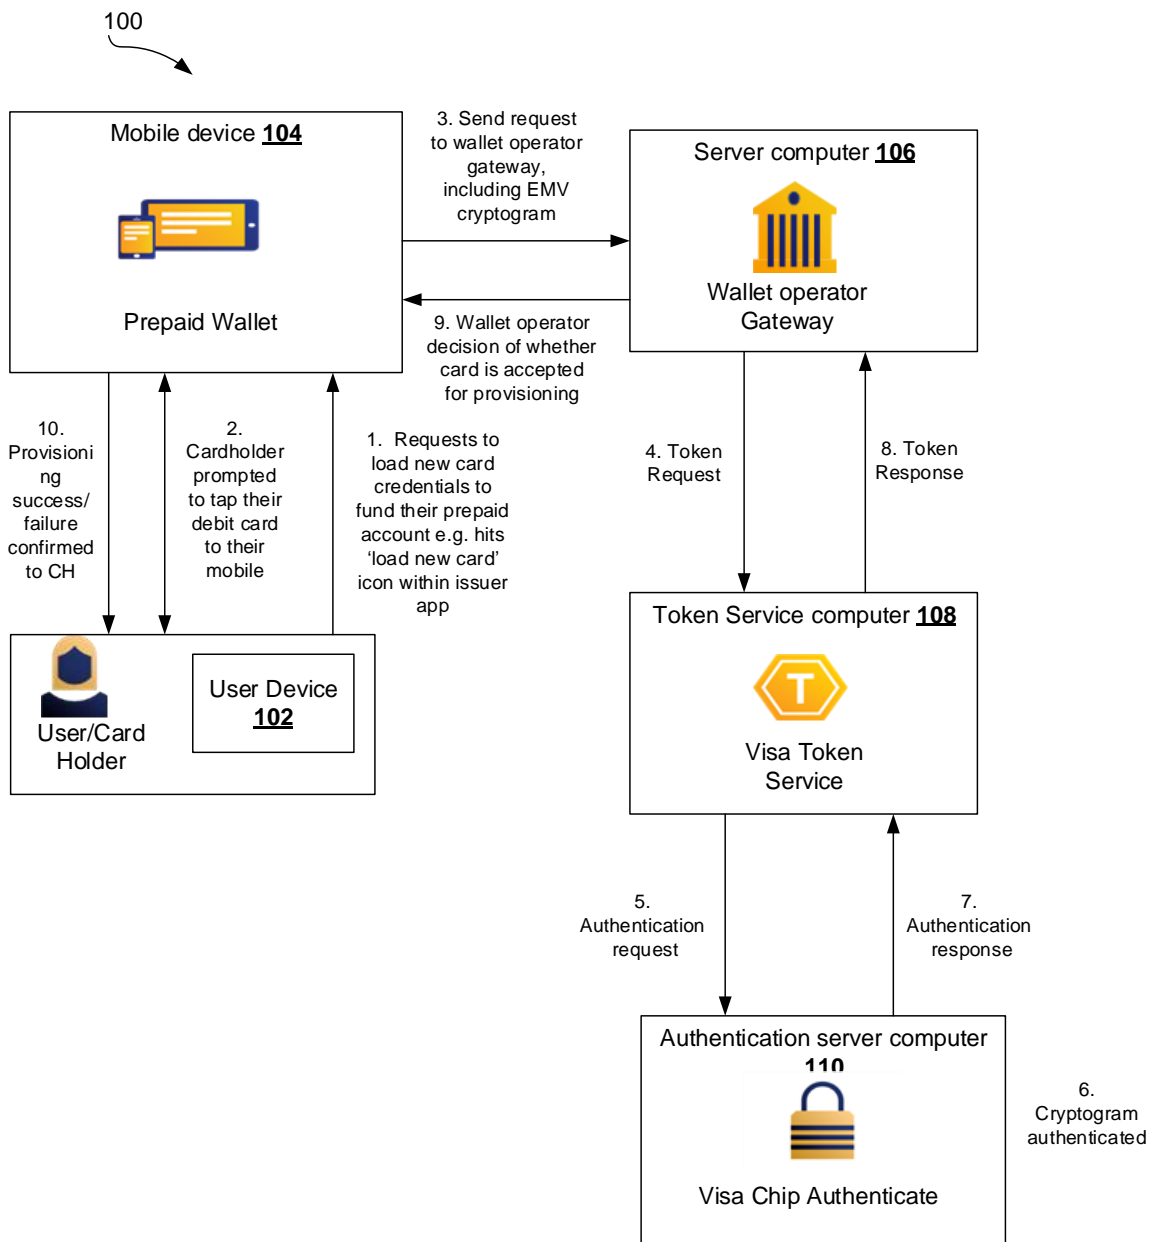 100
Mobile device 104
Prepaid Wallet
3. Send request
to wallet operator
gateway,
including EMV
cryptogram
9. Wallet operator
decision of whether
card is accepted
for provisioning
Server computer 106
Wallet operator
Gateway
10.
Provisioni
ng
success/
failure
confirmed
to CH
2.
Cardholder
prompted
to tap their
debit card
to their
mobile
1. Requests to
load new card
credentials to
fund their prepaid
account e.g. hits
‘load new card’
icon within issuer
app
4. Token
Request
8. Token
Response
User/Card
Holder
User Device
102
Token Service computer 108
T
Visa Token
Service
5.
Authentication
request
7.
Authentication
response
Authentication server computer
110
Visa Chip Authenticate
6.
Cryptogram
authenticated